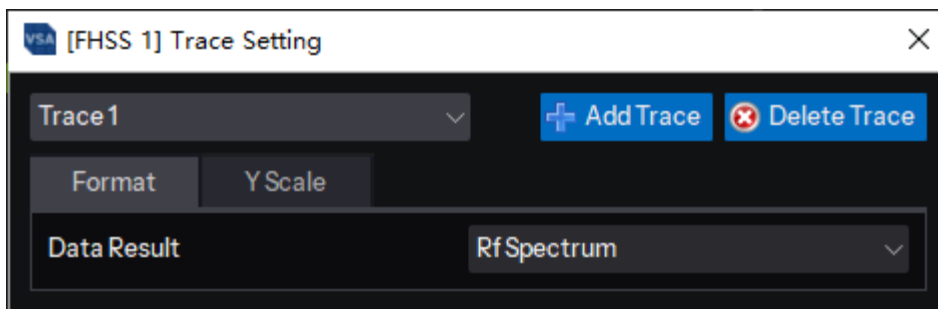 VSA [FHSS 1] Trace Setting
Trace1 Add Trace Delete Trace
Format Y Scale
Data Result Rf Spectrum